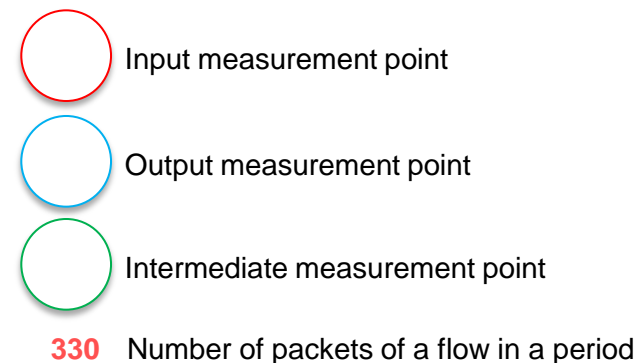 Input measurement point
Output measurement point
Intermediate measurement point
330 Number of packets of a flow in a period